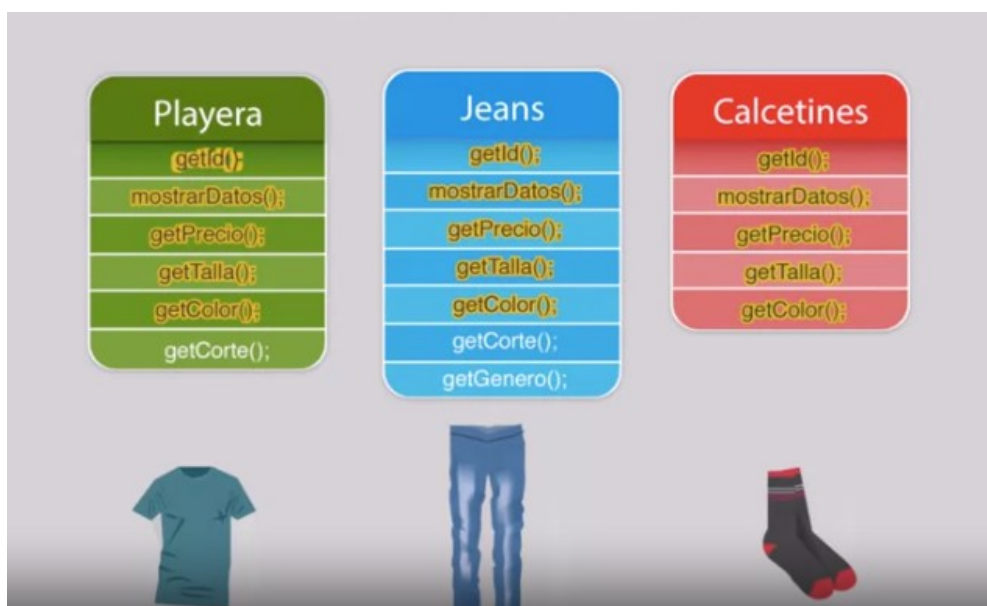 Playera
getId();
mostrarDatos();
getPrecio();
getTalla();
getColor();
getCorte();
Jeans
getId();
mostrarDatos();
getPrecio();
getTalla();
getColor();
getCorte();
getGenero();
Calcetines
getId();
mostrarDatos();
getPrecio();
getTalla();
getColor();